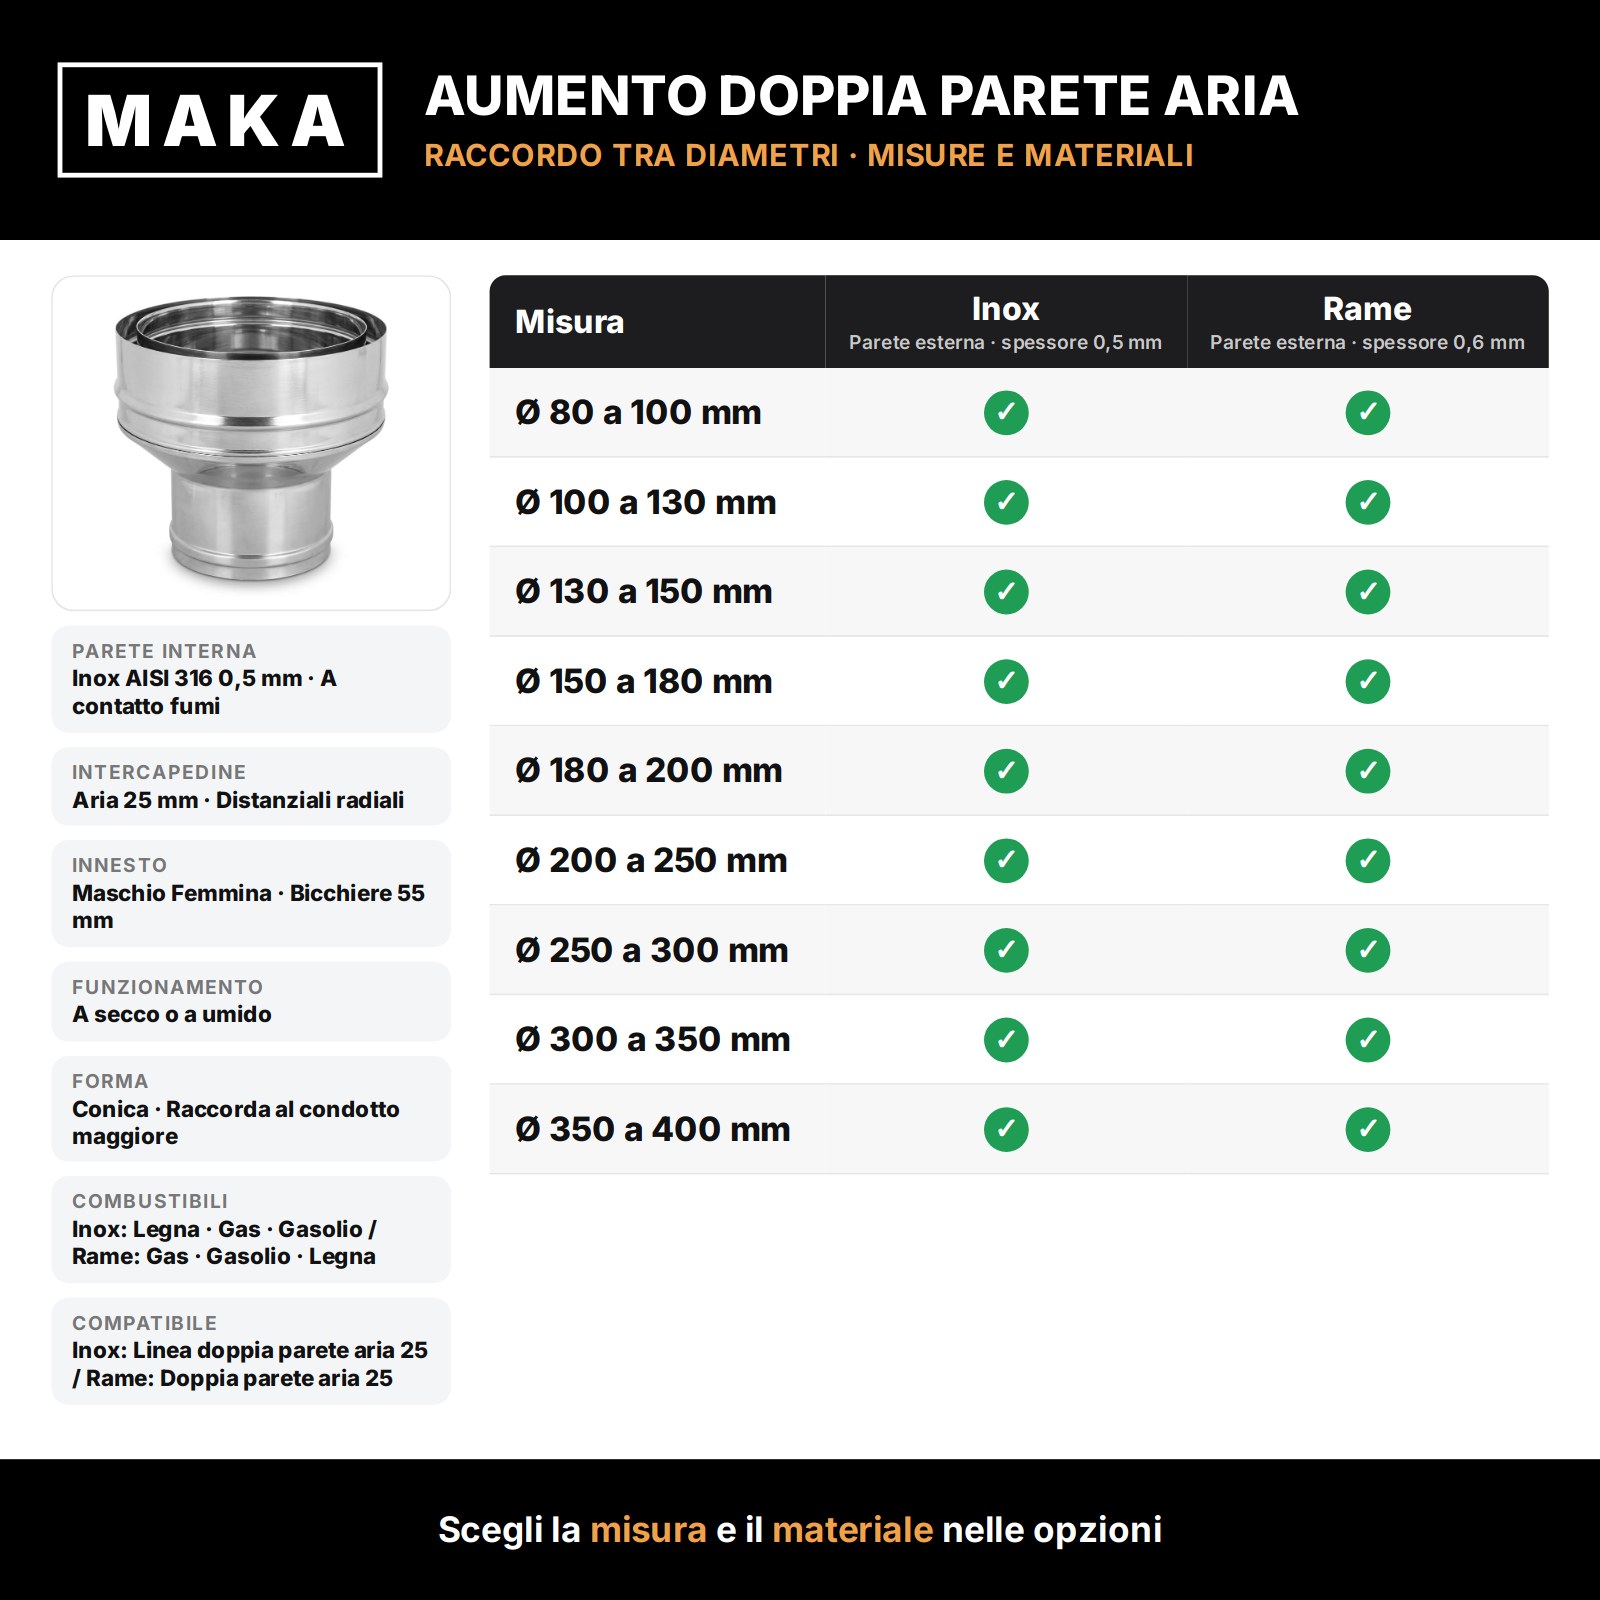 MAKA
AUMENTO DOPPIA PARETE ARIA
RACCORDO TRA DIAMETRI · MISURE E MATERIALI
PARETE INTERNA
Inox AISI 316 0,5 mm · A
contatto fumi
INTERCAPEDINE
Aria 25 mm · Distanziali radiali
INNESTO
Maschio Femmina · Bicchiere 55
mm
FUNZIONAMENTO
A secco o a umido
FORMA
Conica · Raccorda al condotto
maggiore
COMBUSTIBILI
Inox: Legna · Gas · Gasolio /
Rame: Gas · Gasolio · Legna
COMPATIBILE
Inox: Linea doppia parete aria 25
/ Rame: Doppia parete aria 25
Misura Inox Rame
Parete esterna · spessore 0,5 mm Parete esterna · spessore 0,6 mm
Ø 80 a 100 mm ✓ ✓
Ø 100 a 130 mm ✓ ✓
Ø 130 a 150 mm ✓ ✓
Ø 150 a 180 mm ✓ ✓
Ø 180 a 200 mm ✓ ✓
Ø 200 a 250 mm ✓ ✓
Ø 250 a 300 mm ✓ ✓
Ø 300 a 350 mm ✓ ✓
Ø 350 a 400 mm ✓ ✓
Scegli la misura e il materiale nelle opzioni